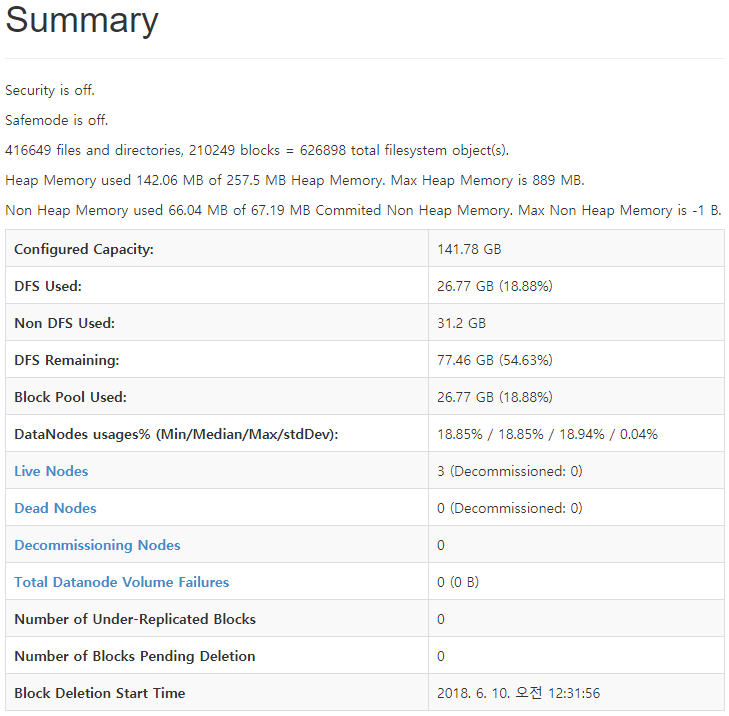 Summary
Security is off.
Safemode is off.
416649 files and directories, 210249 blocks = 626898 total filesystem object(s).
Heap Memory used 142.06 MB of 257.5 MB Heap Memory. Max Heap Memory is 889 MB.
Non Heap Memory used 66.04 MB of 67.19 MB Commited Non Heap Memory. Max Non Heap Memory is -1 B.
Configured Capacity: 141.78 GB
DFS Used: 26.77 GB (18.88%)
Non DFS Used: 31.2 GB
DFS Remaining: 77.46 GB (54.63%)
Block Pool Used: 26.77 GB (18.88%)
DataNodes usages% (Min/Median/Max/stdDev): 18.85% / 18.85% / 18.94% / 0.04%
Live Nodes 3 (Decommissioned: 0)
Dead Nodes 0 (Decommissioned: 0)
Decommissioning Nodes 0
Total Datanode Volume Failures 0 (0 B)
Number of Under-Replicated Blocks 0
Number of Blocks Pending Deletion 0
Block Deletion Start Time 2018. 6. 10. 오전 12:31:56